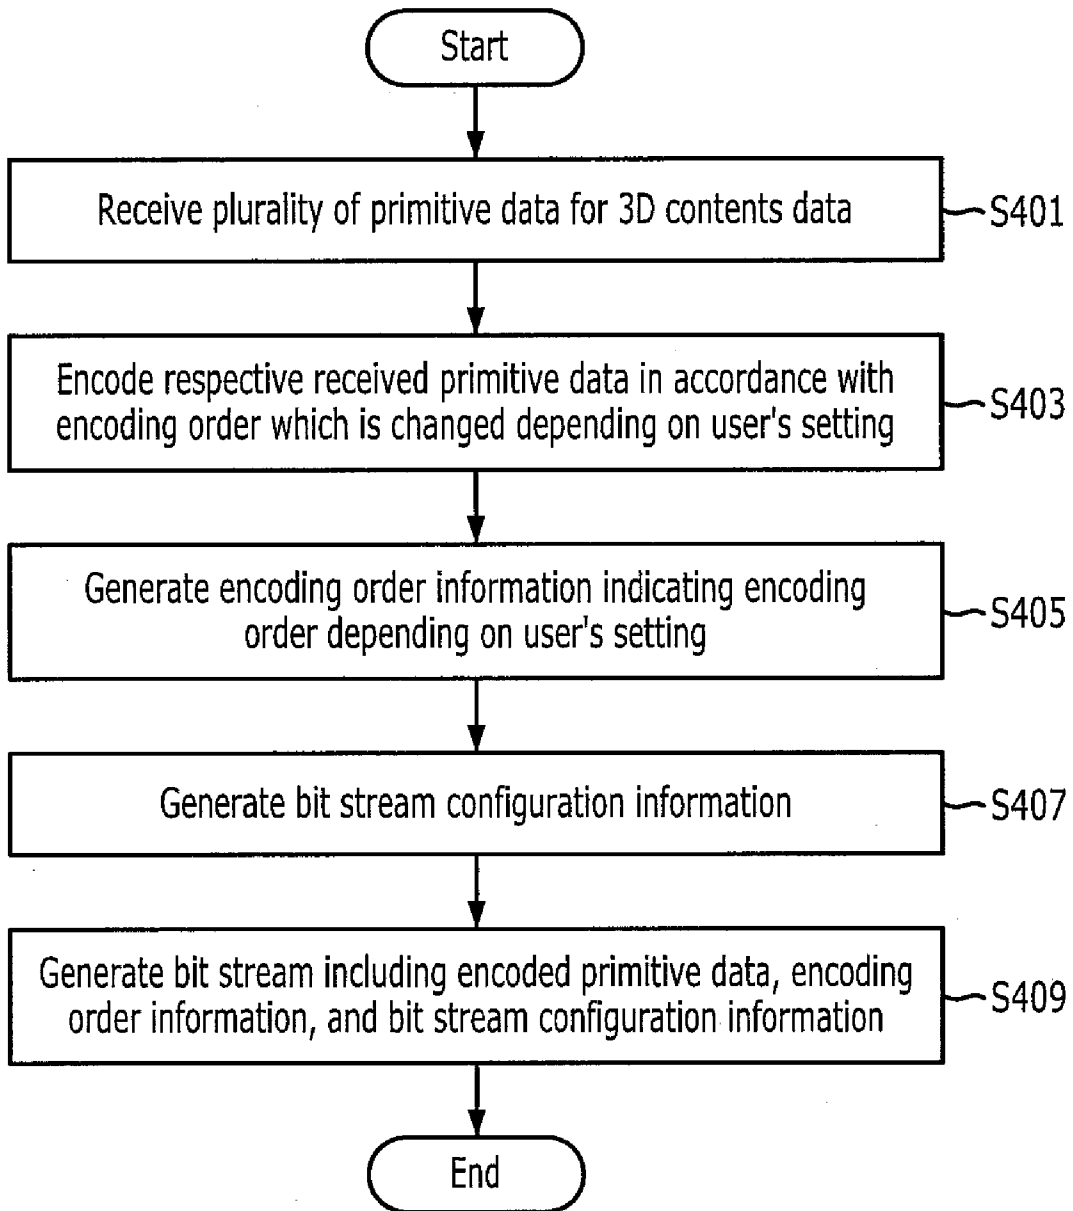 Start
Receive plurality of primitive data for 3D contents data
S401
Encode respective received primitive data in accordance with
encoding order which is changed depending on user's setting
S403
Generate encoding order information indicating encoding
order depending on user's setting
S405
Generate bit stream configuration information
S407
Generate bit stream including encoded primitive data, encoding
order information, and bit stream configuration information
S409
End